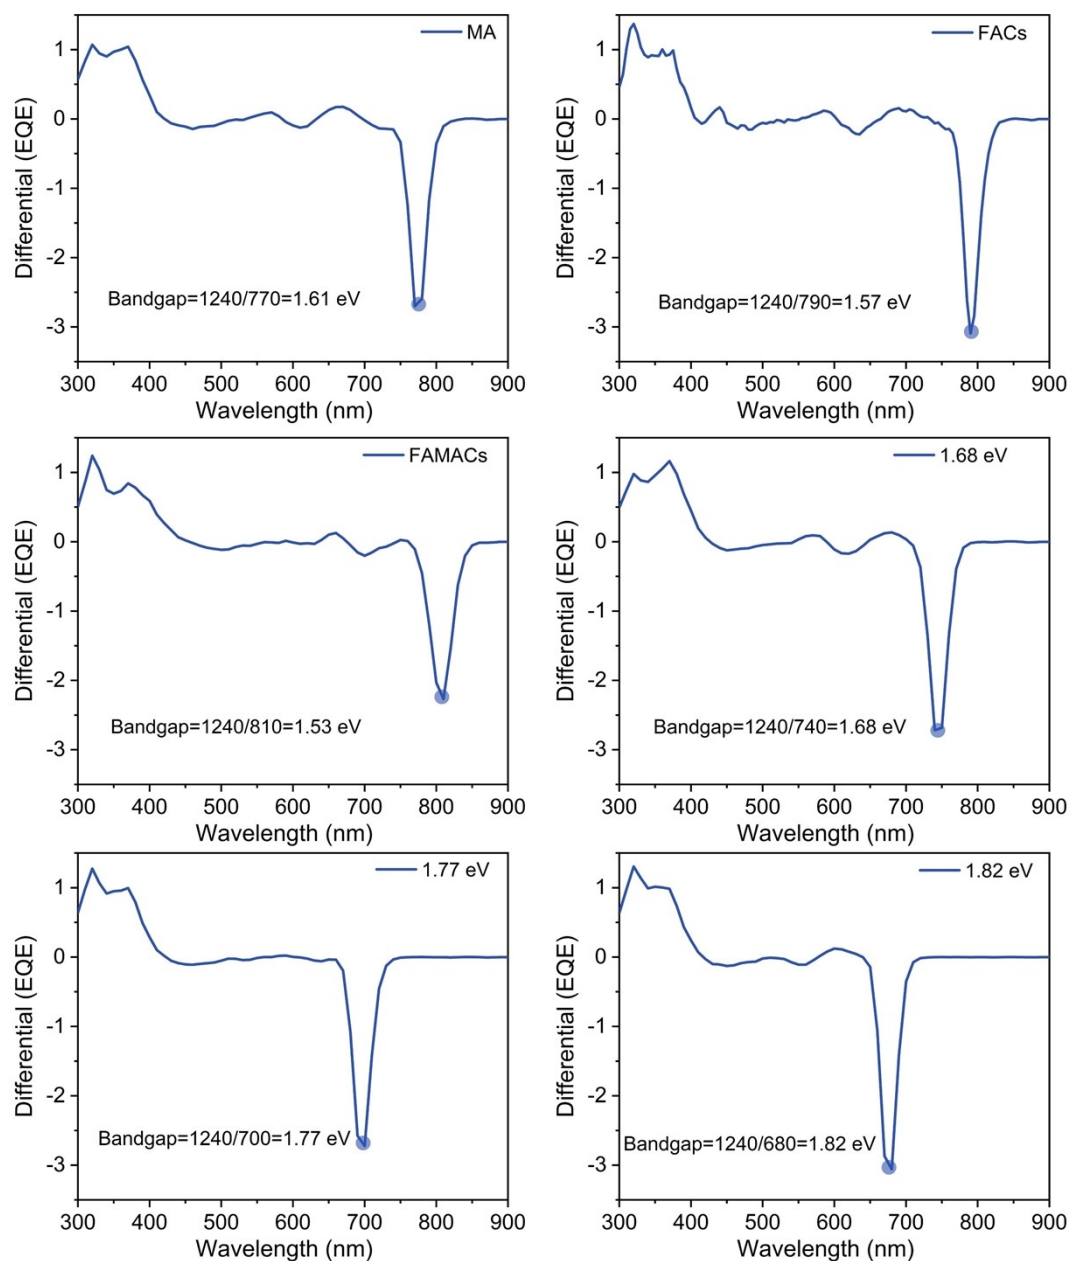 MA
Differential (EQE)
1
0
-1
-2
-3
Bandgap=1240/770=1.61 eV
300 400 500 600 700 800 900
Wavelength (nm)
FACs
Differential (EQE)
1
0
-1
-2
-3
Bandgap=1240/790=1.57 eV
300 400 500 600 700 800 900
Wavelength (nm)
FAMACs
Differential (EQE)
1
0
-1
-2
-3
Bandgap=1240/810=1.53 eV
300 400 500 600 700 800 900
Wavelength (nm)
1.68 eV
Differential (EQE)
1
0
-1
-2
-3
Bandgap=1240/740=1.68 eV
300 400 500 600 700 800 900
Wavelength (nm)
1.77 eV
Differential (EQE)
1
0
-1
-2
-3
Bandgap=1240/700=1.77 eV
300 400 500 600 700 800 900
Wavelength (nm)
1.82 eV
Differential (EQE)
1
0
-1
-2
-3
Bandgap=1240/680=1.82 eV
300 400 500 600 700 800 900
Wavelength (nm)